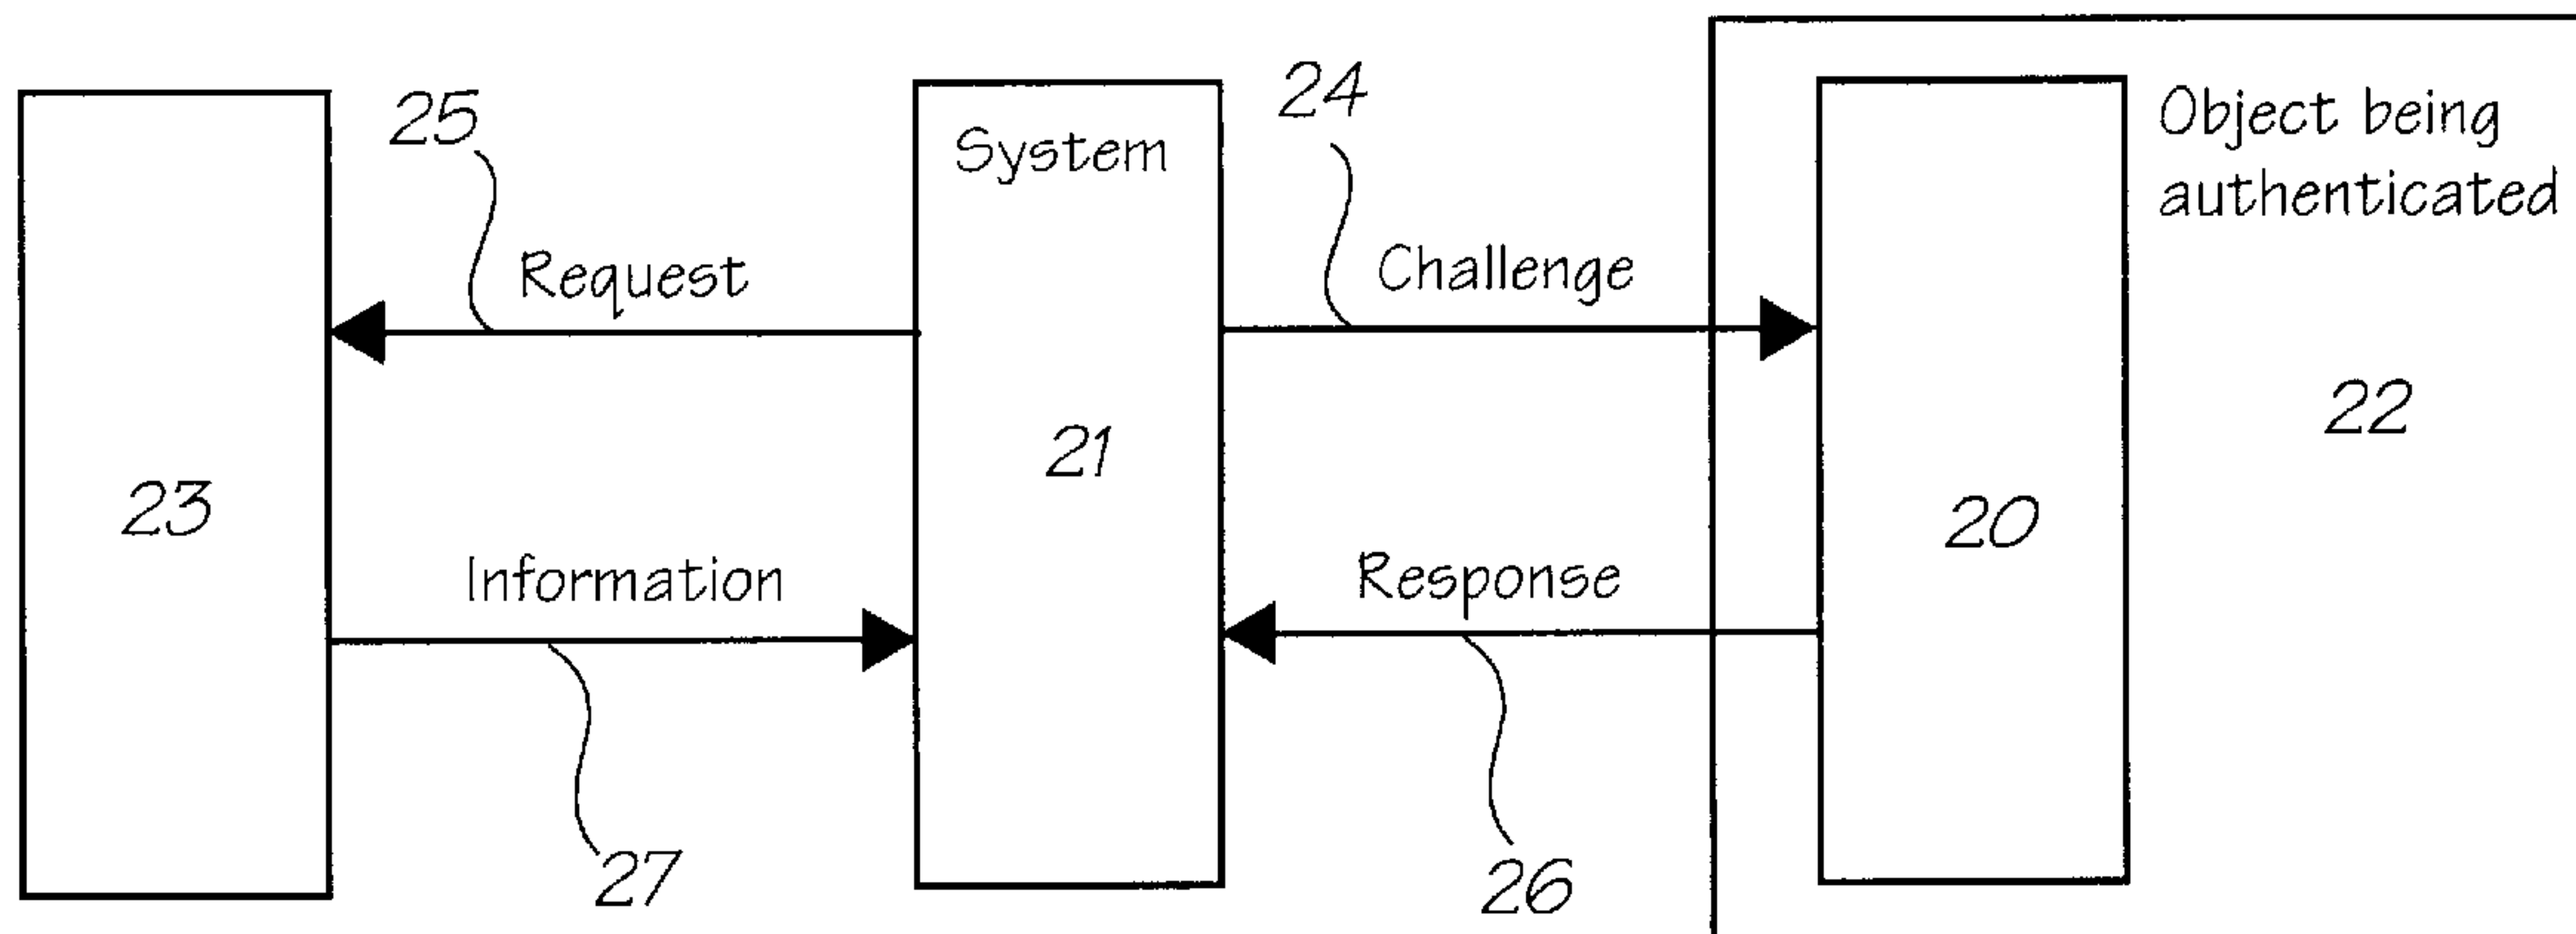 25
24
System
Object being
authenticated
Request
Challenge
22
21
23
20
Information
Response
27
26